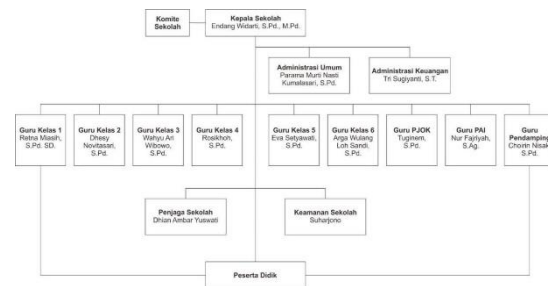 Komite
Sekolah
Kepala Sekolah
Endang Widarti, S.Pd., M.Pd.
Administrasi Umum
Parama Murti Nasti
Kumalasari, S.Pd.
Administrasi Keuangan
Tri Sugiyanti, S.T.
Guru Kelas 1
Ratna Miasih,
S.Pd. SD.
Guru Kelas 2
Dhesy
Novitasari,
S.Pd.
Guru Kelas 3
Wahyu Ari
Wibowo,
S.Pd.
Guru Kelas 4
Rosikhoh,
S.Pd.
Guru Kelas 5
Eva Setyawati,
S.Pd.
Guru Kelas 6
Arga Wulang
Loh Sandi,
S.Pd.
Guru PJOK
Tuginem,
S.Pd.
Guru PAI
Nur Fajriyah,
S.Ag.
Guru
Pendamping
Choirin Nisak,
S.Pd.
Penjaga Sekolah
Dhian Ambar Yuswati
Keamanan Sekolah
Suharjono
Peserta Didik